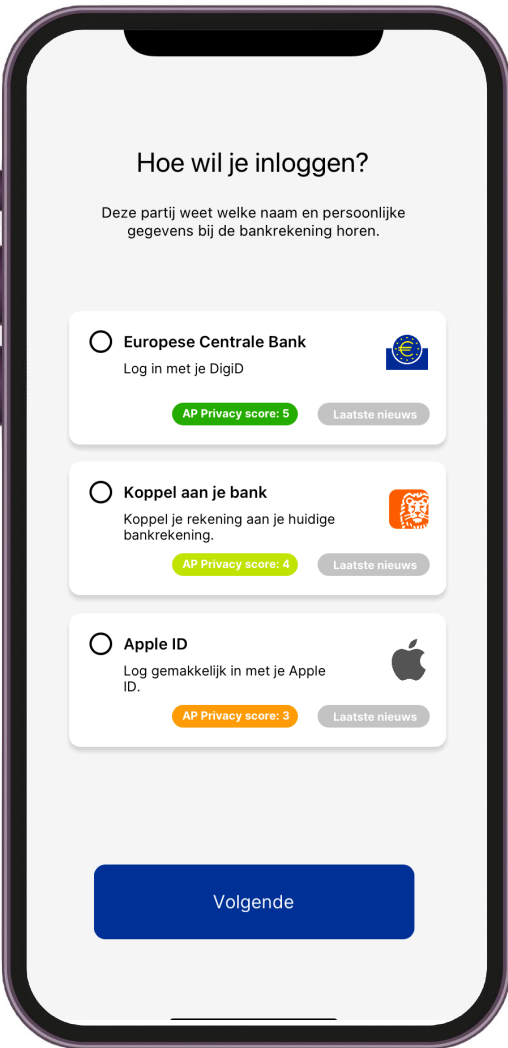 Hoe wil je inloggen?
Deze partij weet welke naam en persoonlijke
gegevens bij de bankrekening horen.
Europese Centrale Bank
Log in met je DigiD
AP Privacy score: 5
Laatste nieuws
Koppel aan je bank
Koppel je rekening aan je huidige
bankrekening.
AP Privacy score: 4
Laatste nieuws
Apple ID
Log gemakkelijk in met je Apple
ID.
AP Privacy score: 3
Laatste nieuws
Volgende